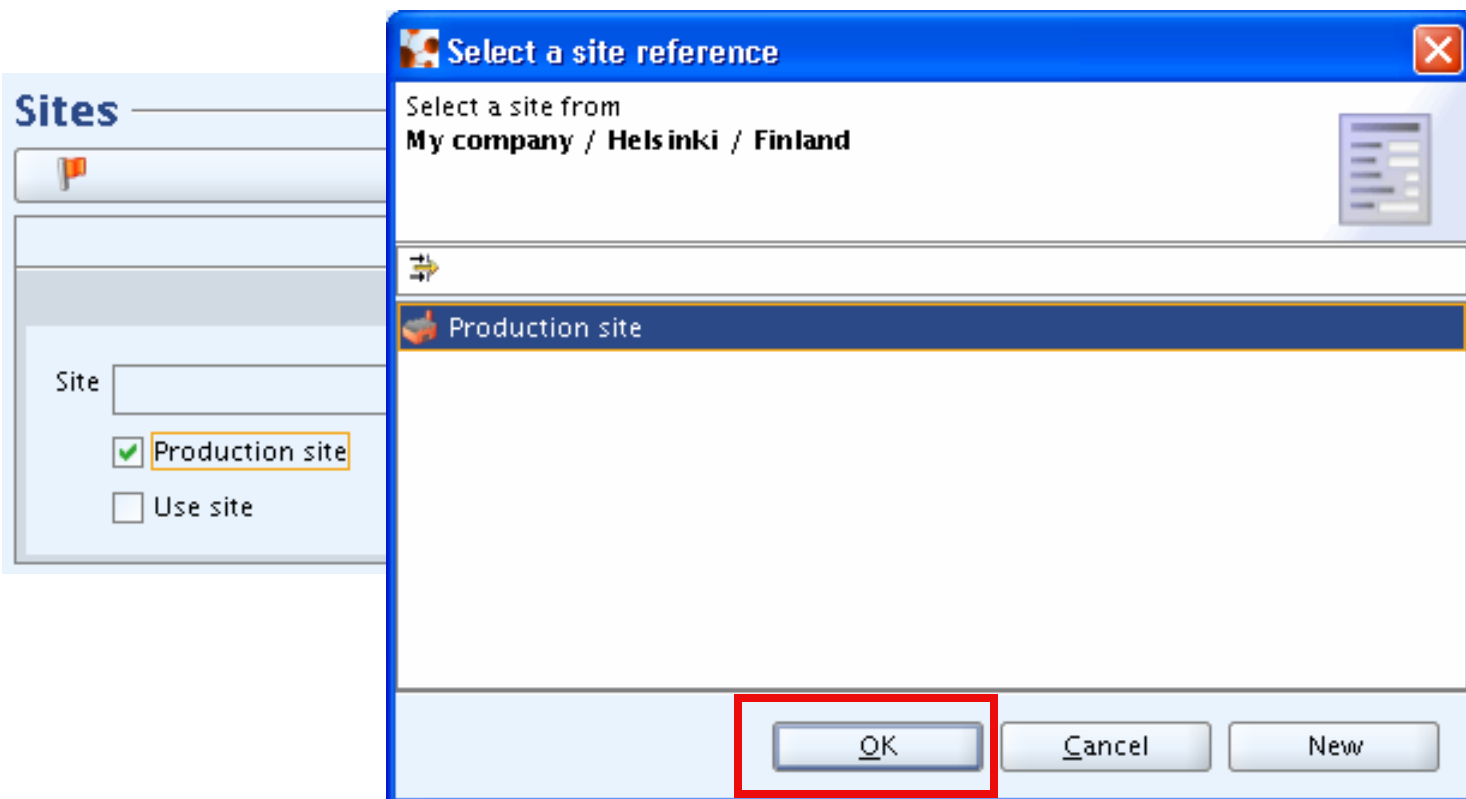 Sites
Site
Production site
Use site
Select a site reference
Select a site from
My company / Helsinki / Finland
Production site
OK
Cancel
New